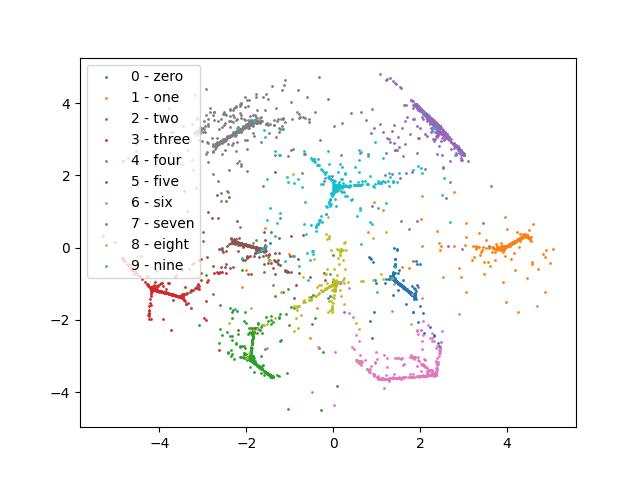 0 - zero
1 - one
2 - two
3 - three
4 - four
5 - five
6 - six
7 - seven
8 - eight
9 - nine
4
2
0
−2
−4
−4 −2 0 2 4